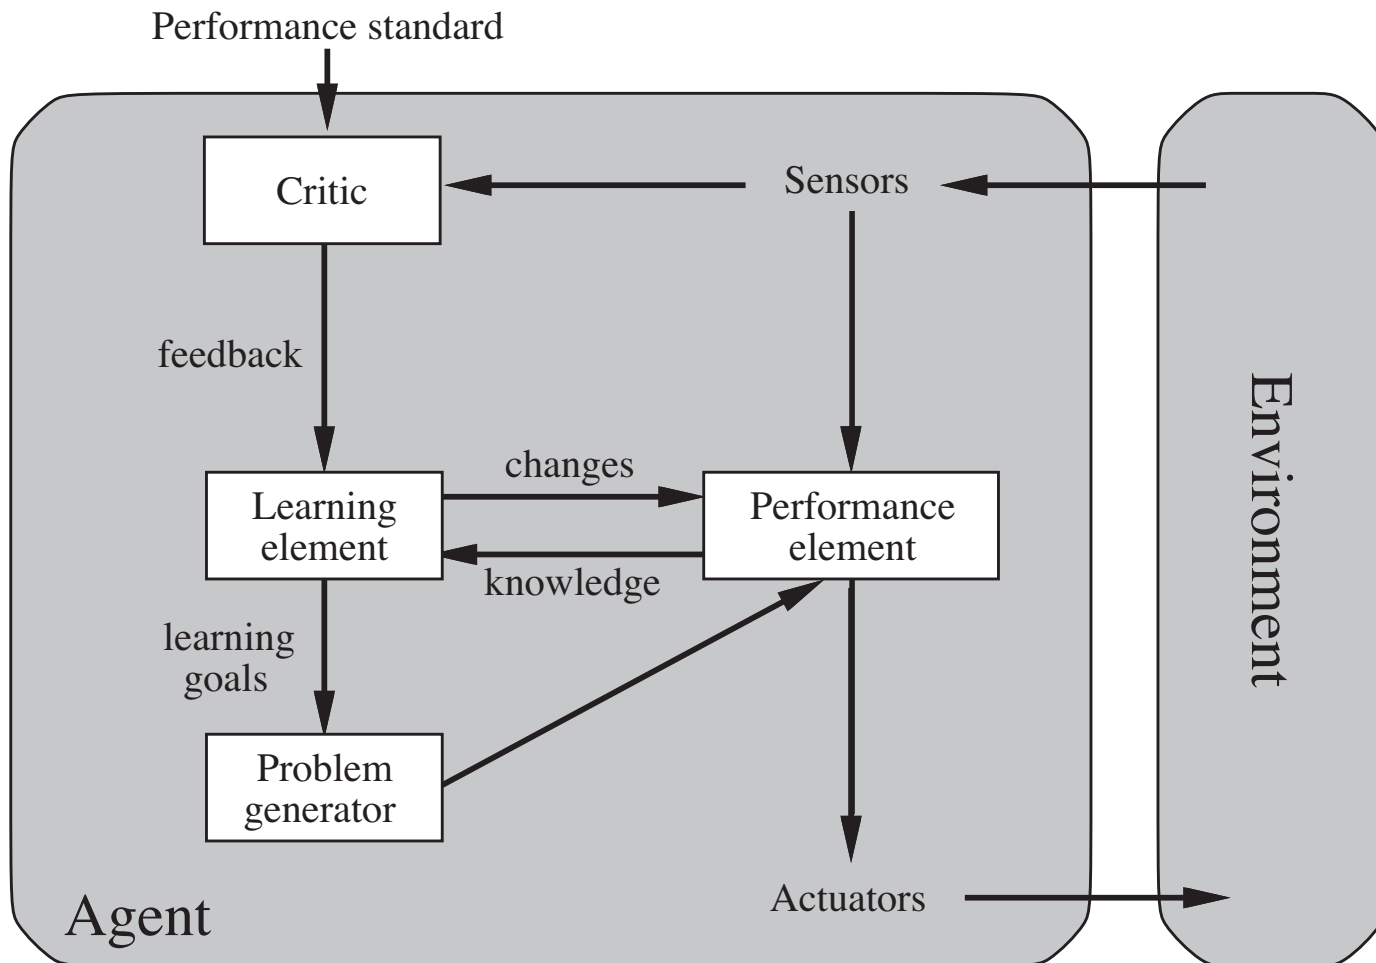 Performance standard
Critic
Sensors
feedback
changes
Learning
element
Performance
element
knowledge
learning
goals
Problem
generator
Actuators
Agent
Environment